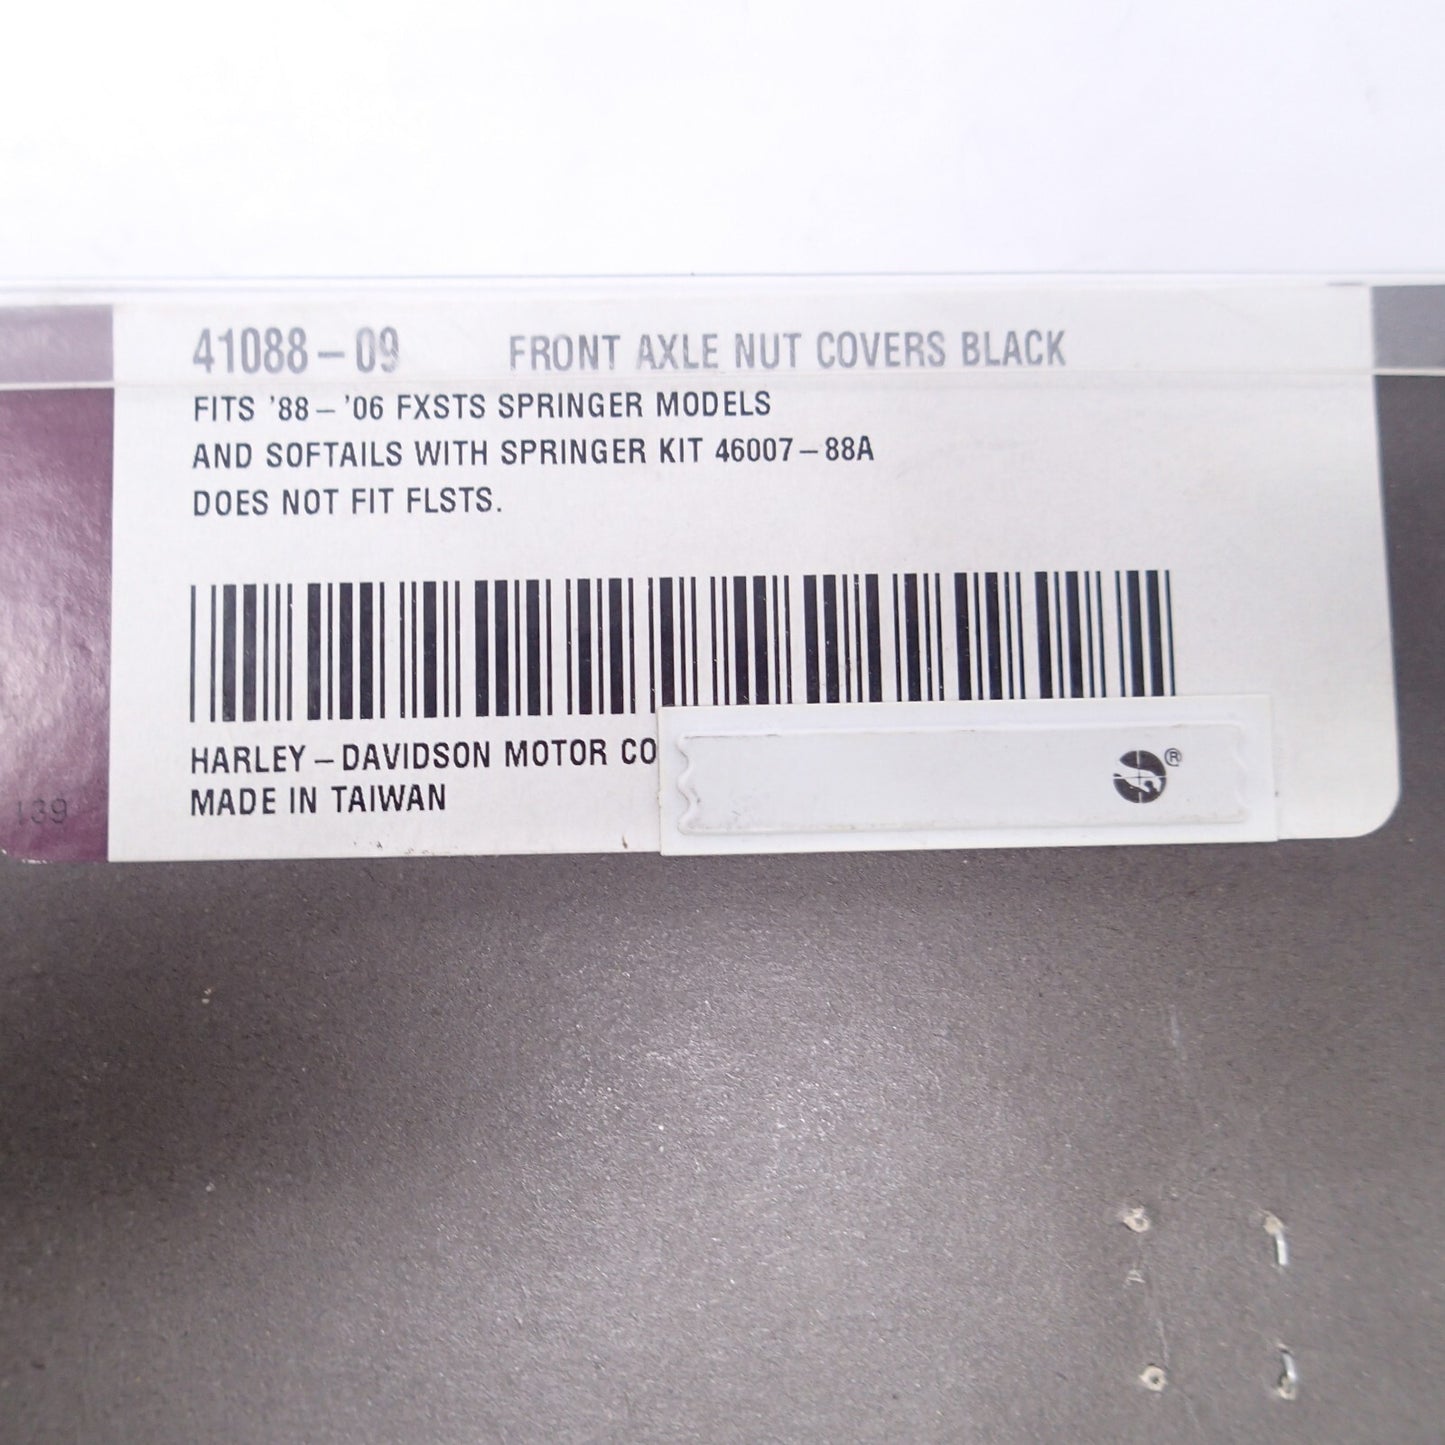 41088-09 FRONT AXLE NUT COVERS BLACK
FITS '88-'06 FXSTS SPRINGER MODELS
AND SOFTAILS WITH SPRINGER KIT 46007-88A
DOES NOT FIT FLSTS.
HARLEY-DAVIDSON MOTOR CO
MADE IN TAIWAN
®
139